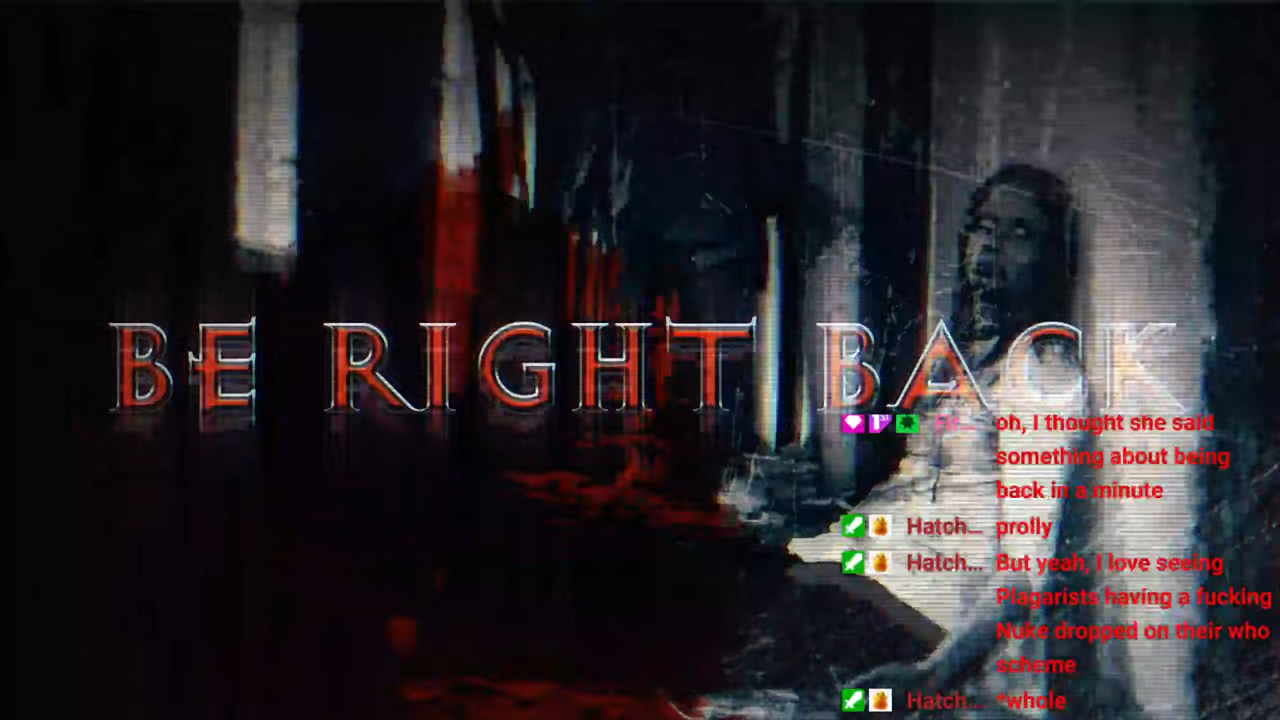 BE RIGHT BACK
oh, I thought she said
something about being
back in a minute
Hatch... prolly
Hatch... But yeah, I love seeing
Plagarists having a fucking
Nuke dropped on their who
scheme
Hatch... *whole